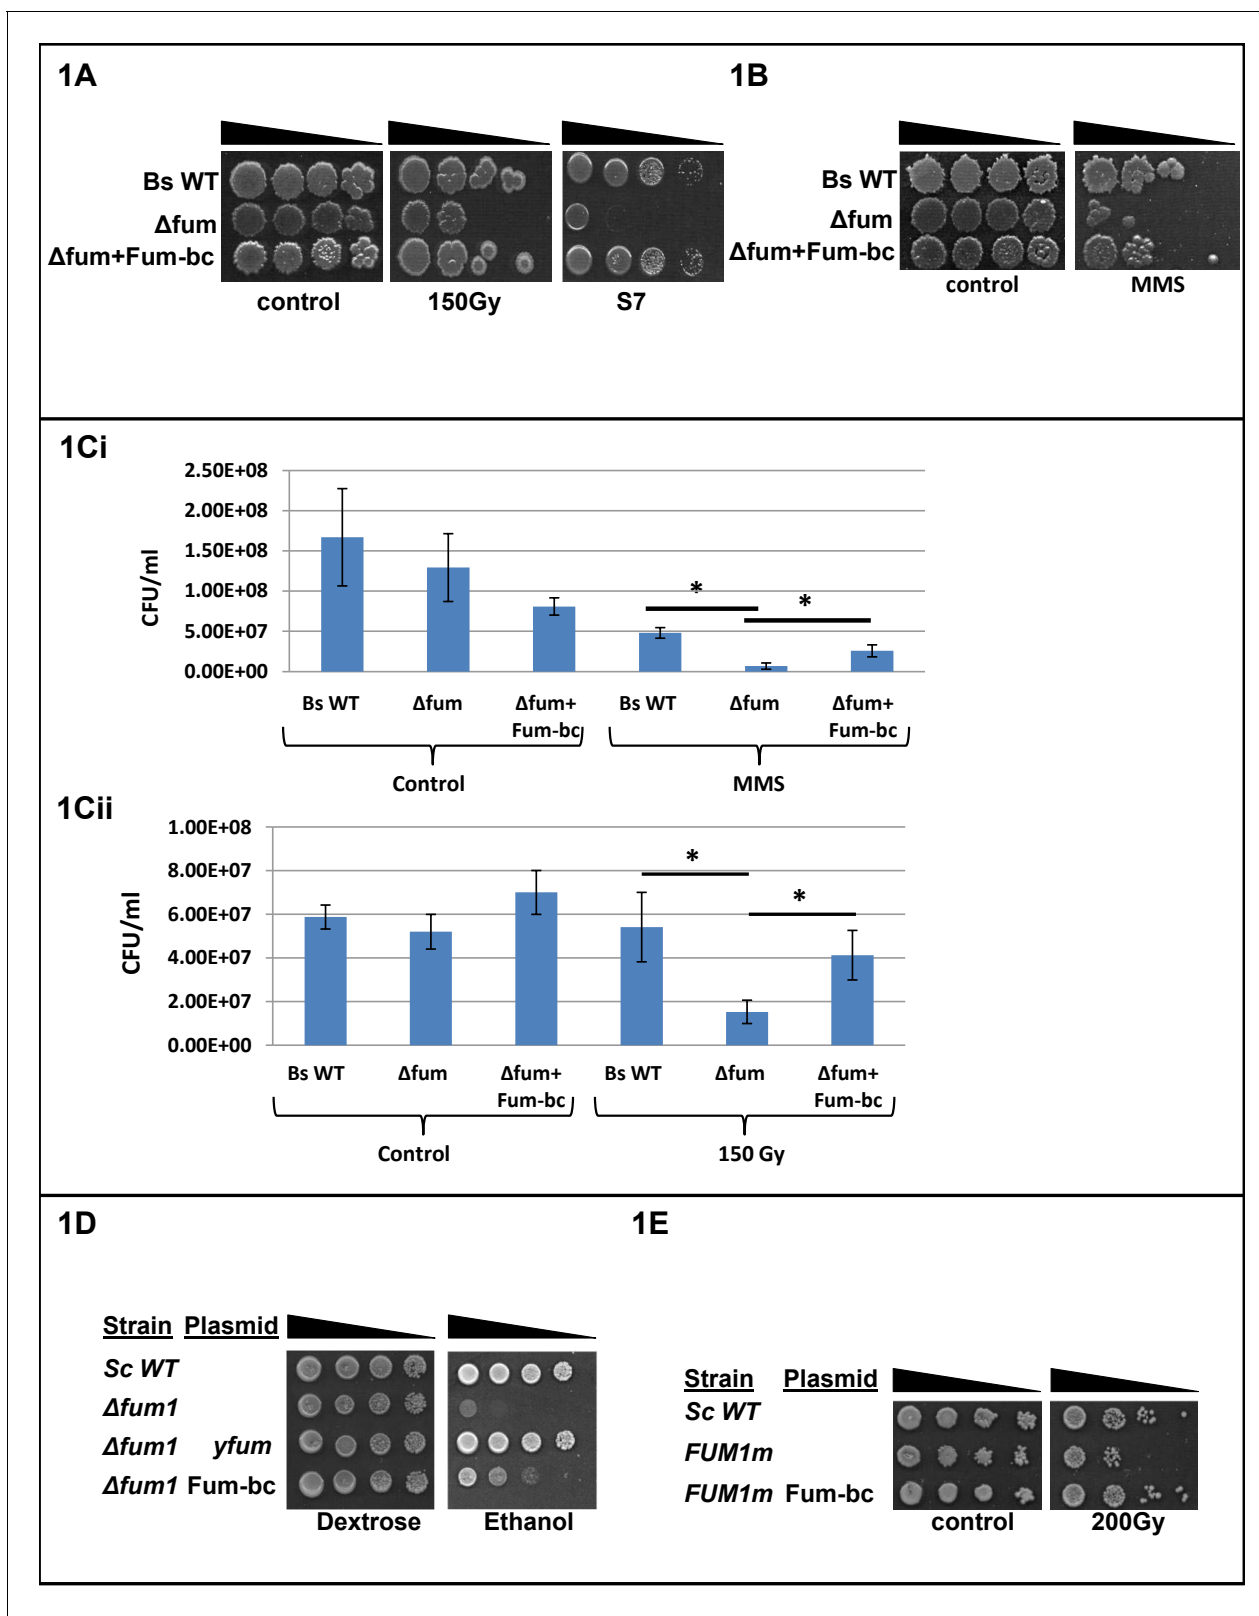 1A
Bs WT
Δfum
Δfum+Fum-bc
control
150Gy
S7
1B
Bs WT
Δfum
Δfum+Fum-bc
control
MMS
1Ci
CFU/ml
2.50E+08
2.00E+08
1.50E+08
1.00E+08
5.00E+07
0.00E+00
*
*
Bs WT
Δfum
Δfum+
Fum-bc
Bs WT
Δfum
Δfum+
Fum-bc
Control
MMS
1Cii
CFU/ml
1.00E+08
8.00E+07
6.00E+07
4.00E+07
2.00E+07
0.00E+00
*
*
Bs WT
Δfum
Δfum+
Fum-bc
Bs WT
Δfum
Δfum+
Fum-bc
Control
150 Gy
1D
Strain Plasmid
Sc WT
Δfum1
Δfum1 yfum
Δfum1 Fum-bc
Dextrose
Ethanol
1E
Strain Plasmid
Sc WT
FUM1m
FUM1m Fum-bc
control
200Gy